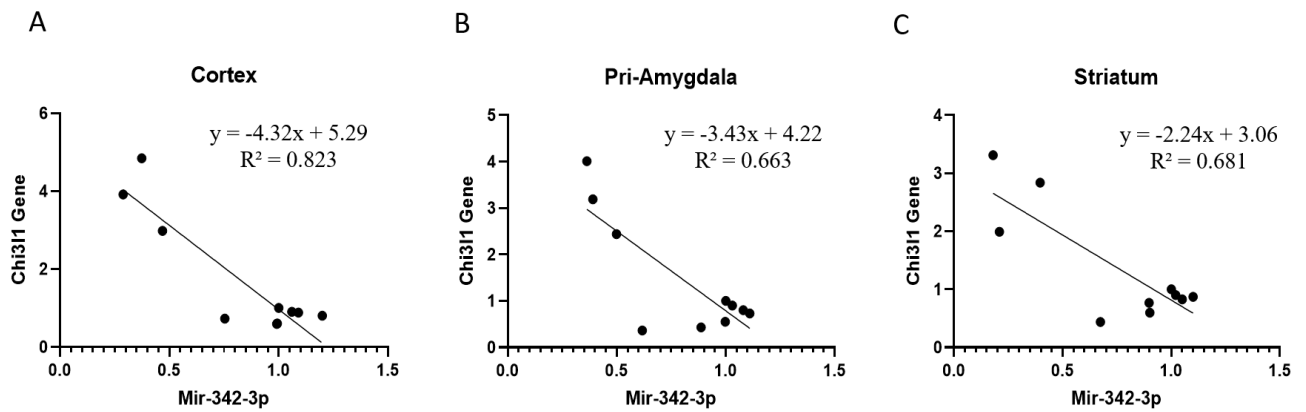 A
Cortex
y = -4.32x + 5.29
R² = 0.823
Chi3l1 Gene
6
4
2
0
0.0 0.5 1.0 1.5
Mir-342-3p
B
Pri-Amygdala
y = -3.43x + 4.22
R² = 0.663
Chi3l1 Gene
5
4
3
2
1
0
0.0 0.5 1.0 1.5
Mir-342-3p
C
Striatum
y = -2.24x + 3.06
R² = 0.681
Chi3l1 Gene
4
3
2
1
0
0.0 0.5 1.0 1.5
Mir-342-3p